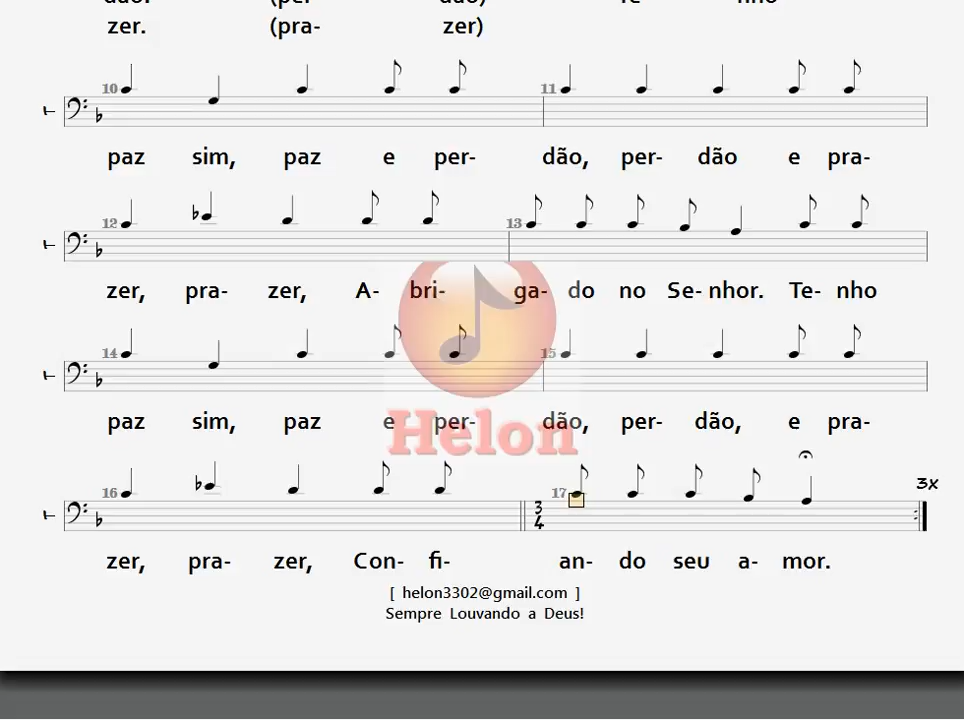 zer. (pra- zer)
10 11
T
paz sim, paz e per- dão, per- dão e pra-
12 13
T
zer, pra- zer, A- bri- ga- do no Se- nhor. Te- nho
14 15
T
paz sim, paz e per- dão, per- dão, e pra-
Helon
3x
16 17
T
3
4
zer, pra- zer, Con- fi- an- do seu a- mor.
[ helon3302@gmail.com ]
Sempre Louvando a Deus!